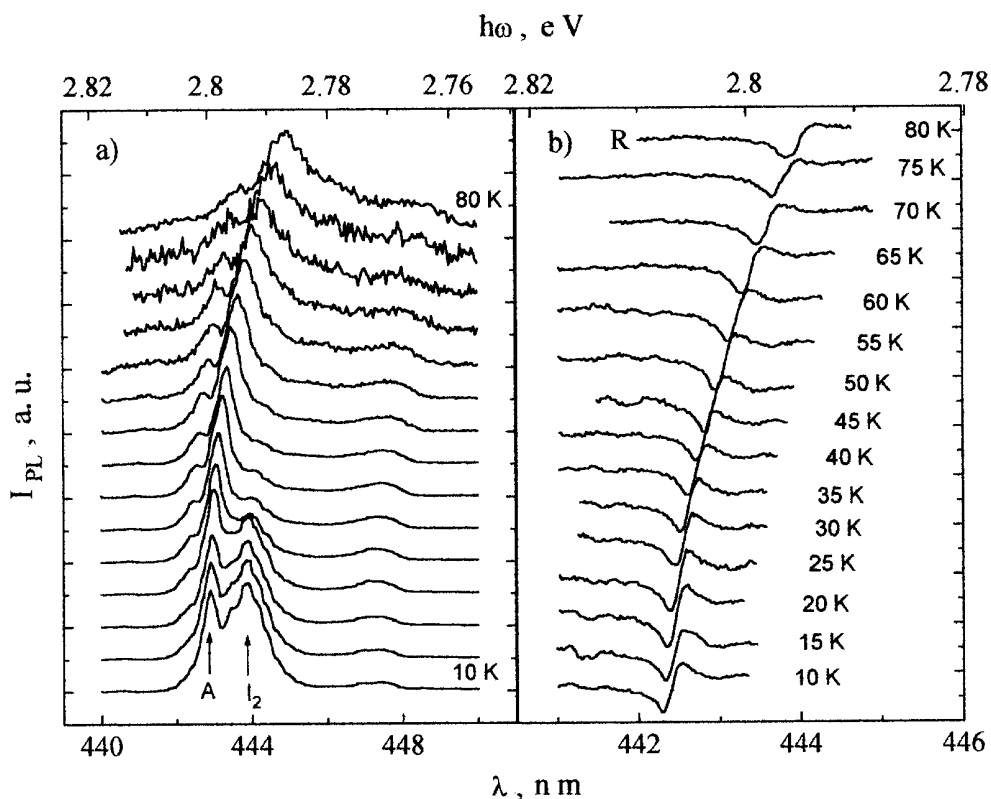 ħω , e V
2.82 2.8 2.78 2.76 2.82 2.8 2.78
a)
80 K
I_PL , a. u.
A
I_2
10 K
b)
R
80 K
75 K
70 K
65 K
60 K
55 K
50 K
45 K
40 K
35 K
30 K
25 K
20 K
15 K
10 K
440 444 448 442 444 446
λ , n m